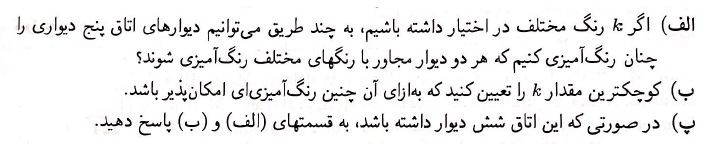 الف) اگر k رنگ مختلف در اختیار داشته باشیم، به چند طریق می‌توانیم دیوارهای اتاق پنج دیواری را
چنان رنگ‌آمیزی کنیم که هر دو دیوار مجاور با رنگهای مختلف رنگ‌آمیزی شوند؟
ب) کوچکترین مقدار k را تعیین کنید که به‌ازای آن چنین رنگ‌آمیزی‌ای امکان‌پذیر باشد.
پ) در صورتی که این اتاق شش دیوار داشته باشد، به قسمتهای (الف) و (ب) پاسخ دهید.